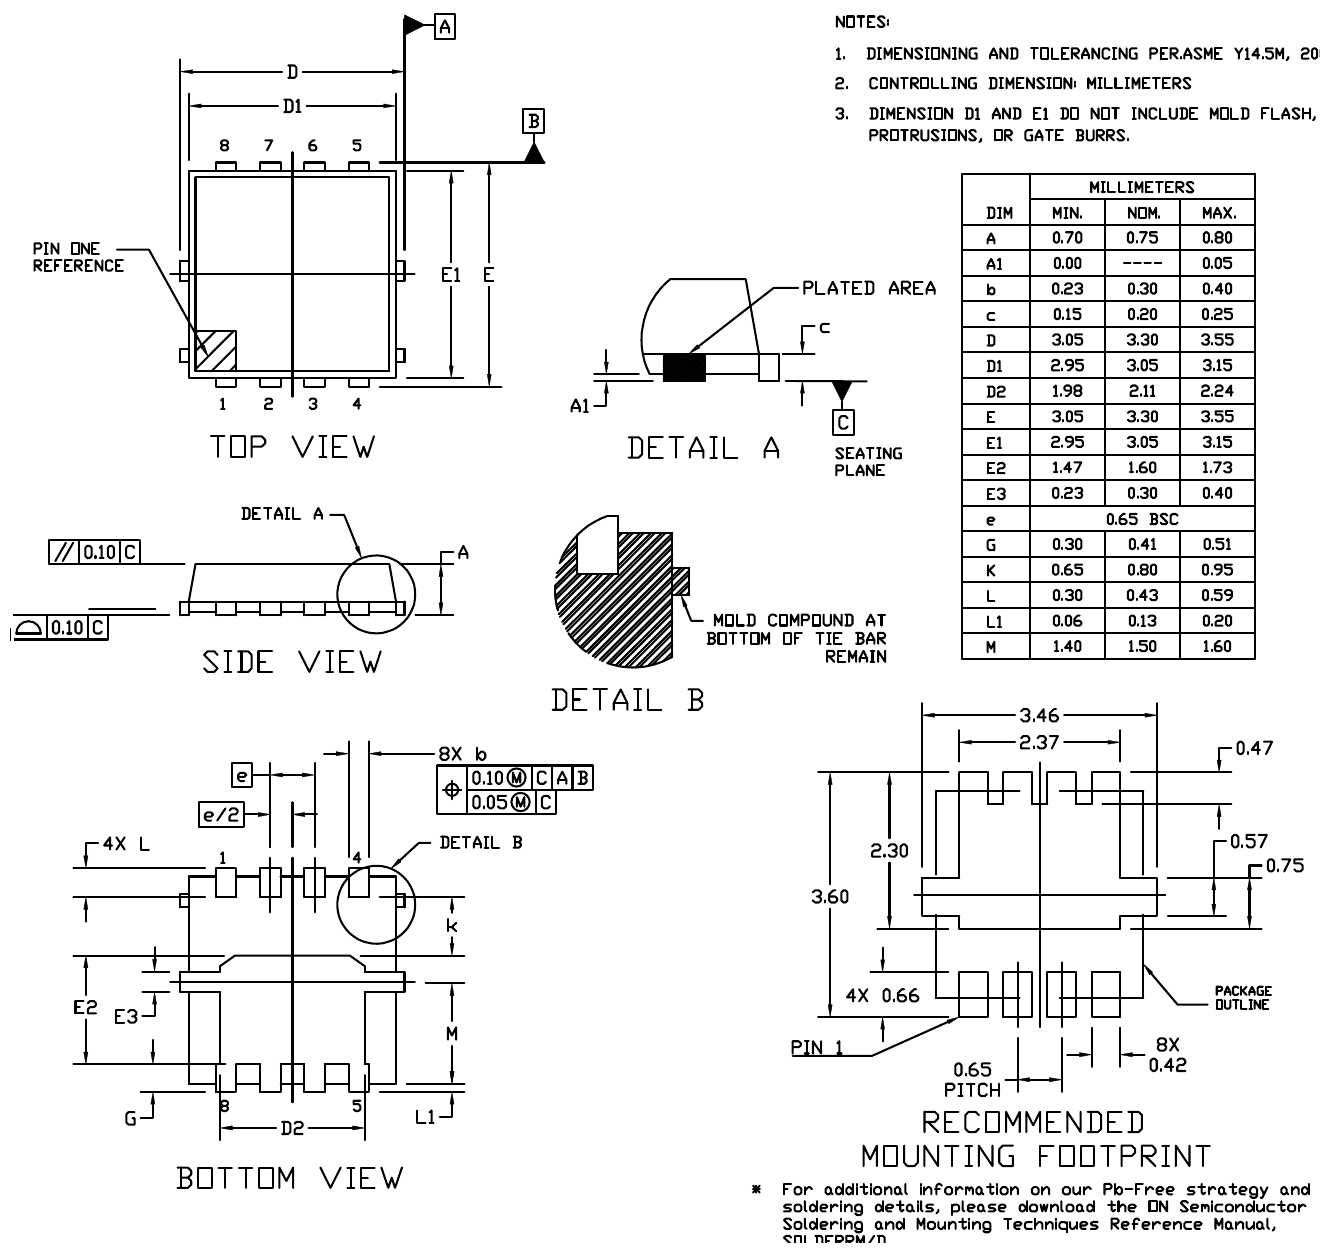 A
D
D1
B
8 7 6 5
PIN ONE
REFERENCE
E1 E
1 2 3 4
TOP VIEW
PLATED AREA
c
A1
C
DETAIL A
SEATING
PLANE
NOTES:
1. DIMENSIONING AND TOLERANCING PER.ASME Y14.5M,
2. CONTROLLING DIMENSION: MILLIMETERS
3. DIMENSION D1 AND E1 DO NOT INCLUDE MOLD FLASH,
PROTRUSIONS, OR GATE BURRS.
MILLIMETERS
DIM MIN. NOM. MAX.
A 0.70 0.75 0.80
A1 0.00 ---- 0.05
b 0.23 0.30 0.40
c 0.15 0.20 0.25
D 3.05 3.30 3.55
D1 2.95 3.05 3.15
D2 1.98 2.11 2.24
E 3.05 3.30 3.55
E1 2.95 3.05 3.15
E2 1.47 1.60 1.73
E3 0.23 0.30 0.40
e 0.65 BSC
G 0.30 0.41 0.51
K 0.65 0.80 0.95
L 0.30 0.43 0.59
L1 0.06 0.13 0.20
M 1.40 1.50 1.60
DETAIL A
// 0.10 C
A
0.10 C
SIDE VIEW
MOLD COMPOUND AT
BOTTOM OF TIE BAR
REMAIN
DETAIL B
8X b
0.10 M C A B
0.05 M C
e
e/2
4X L
DETAIL B
1 4
K
E2
E3
M
G
8 5
D2
L1
BOTTOM VIEW
3.46
2.37
0.47
2.30
0.57
0.75
3.60
4X 0.66
PACKAGE
OUTLINE
PIN 1
8X
0.42
0.65
PITCH
RECOMMENDED
MOUNTING FOOTPRINT
* For additional information on our Pb-Free strategy and
soldering details, please download the ON Semiconductor
Soldering and Mounting Techniques Reference Manual,
SOLDERRM/D